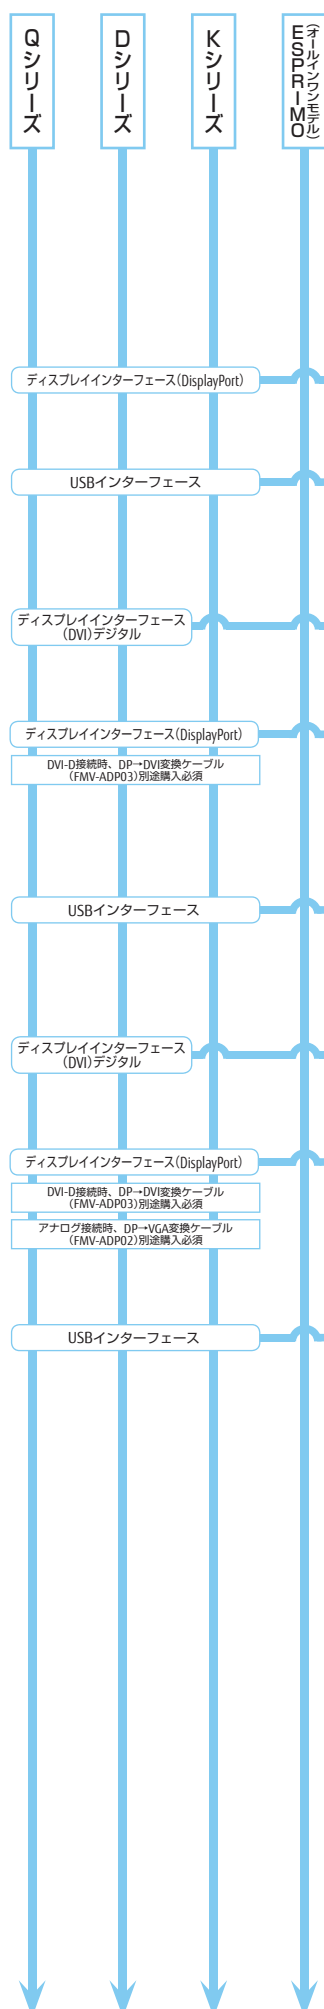 Qシリーズ
Dシリーズ
Kシリーズ
ESPRIMO
(オールインワンモデル)
ディスプレイインターフェース(DisplayPort)
USBインターフェース
ディスプレイインターフェース
(DVI)デジタル
ディスプレイインターフェース(DisplayPort)
DVI-D接続時、DP→DVI変換ケーブル
(FMV-ADP03)別途購入必須
USBインターフェース
ディスプレイインターフェース
(DVI)デジタル
ディスプレイインターフェース(DisplayPort)
DVI-D接続時、DP→DVI変換ケーブル
(FMV-ADP03)別途購入必須
アナログ接続時、DP→VGA変換ケーブル
(FMV-ADP02)別途購入必須
USBインターフェース